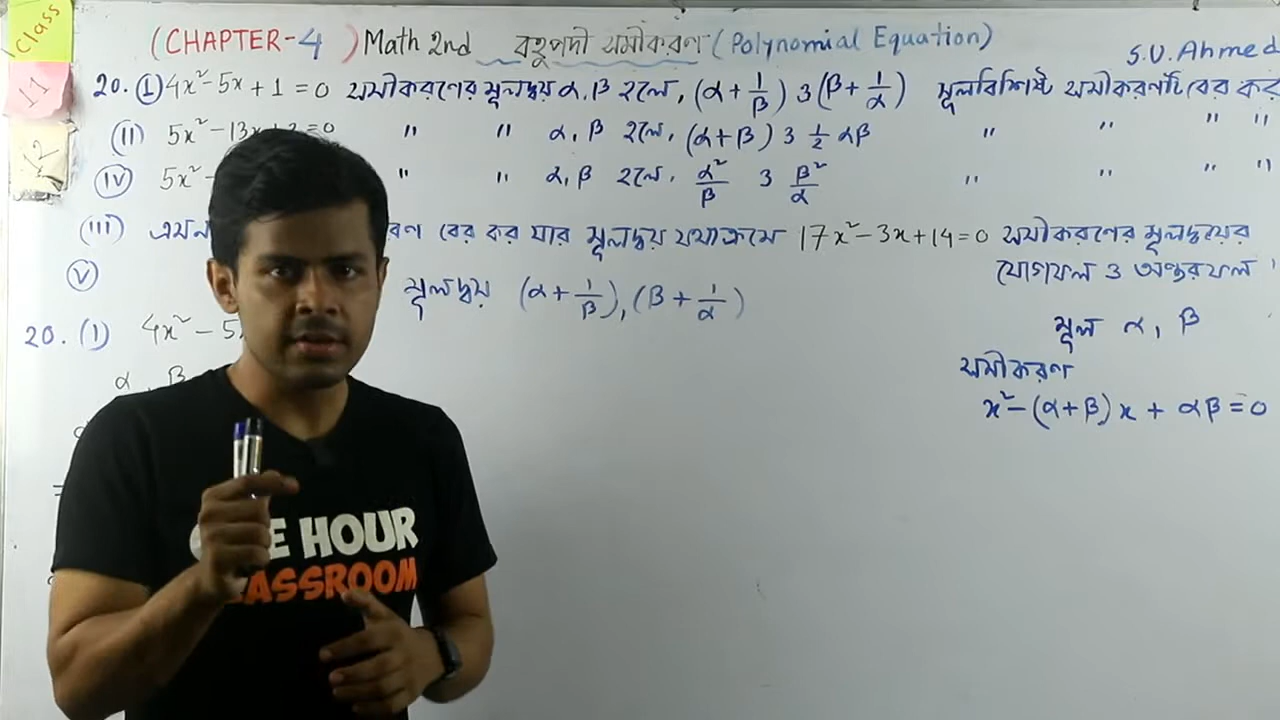 Class
11
12
(CHAPTER-4) Math 2nd বহুপদী সমীকরণ (Polynomial Equation)
S.U. Ahmed
20. (i) 4x² - 5x + 1 = 0 সমীকরণের মূলদ্বয় α, β হলে, (α + 1/β) ও (β + 1/α) মূলবিশিষ্ট সমীকরণটি বের কর
(ii) 5x² - 13x = 0 " " α, β হলে, (α + β) ও 1/2 αβ " " " "
(iv) 5x² - " " α, β হলে, α²/β ও β²/α " " " "
(iii) এমন বের কর যার মূলদ্বয় যথাক্রমে 17x² - 3x + 14 = 0 সমীকরণের মূলদ্বয়ের
যোগফল ও অন্তরফল
(v)
মূলদ্বয় (α + 1/β), (β + 1/α)
20. (i) 4x² - 5
α, β
মূল α, β
সমীকরণ
x² - (α + β) x + αβ = 0
HOUR
CLASSROOM